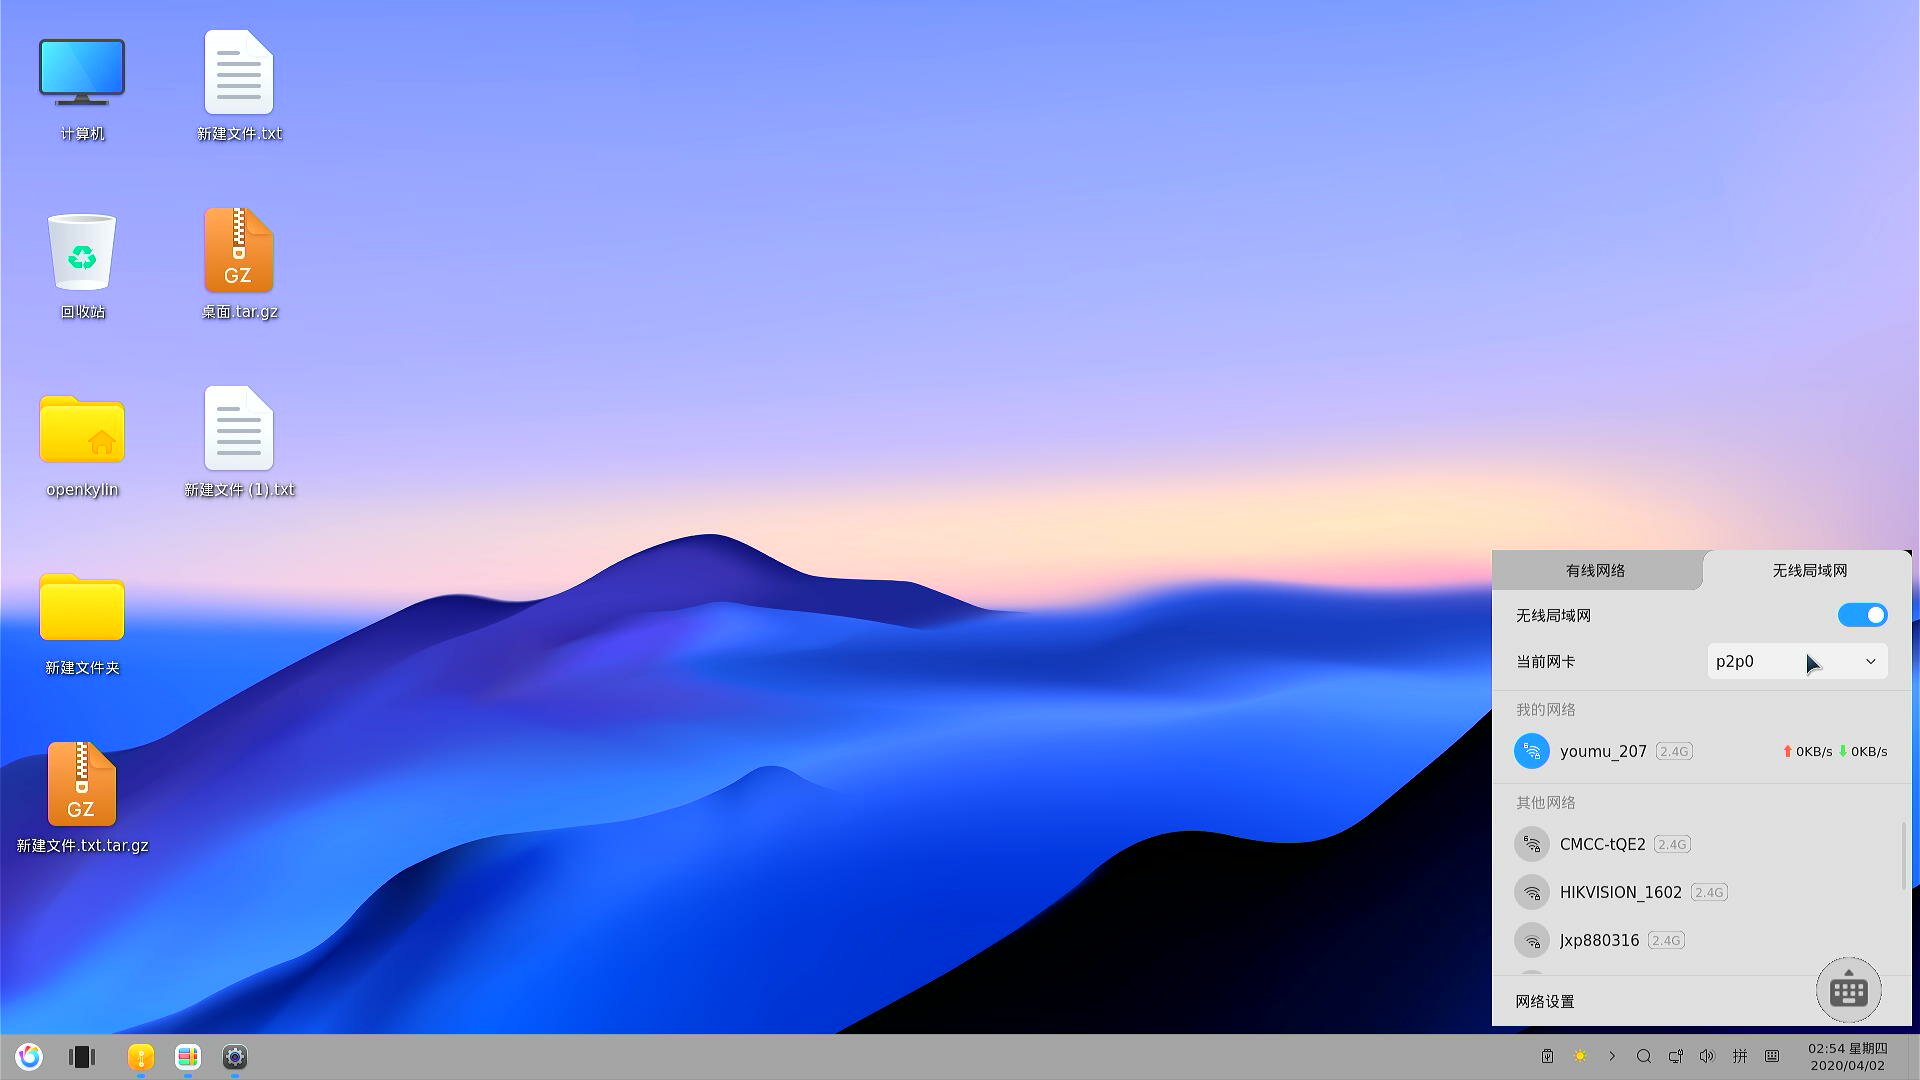 计算机
新建文件.txt
回收站
GZ
桌面.tar.gz
openkylin
新建文件 (1).txt
新建文件夹
GZ
新建文件.txt.tar.gz
有线网络
无线局域网
无线局域网
当前网卡
p2p0
我的网络
youmu_207 2.4G 0KB/s 0KB/s
其他网络
CMCC-tQE2 2.4G
HIKVISION_1602 2.4G
Jxp880316 2.4G
网络设置
拼
02:54 星期四
2020/04/02